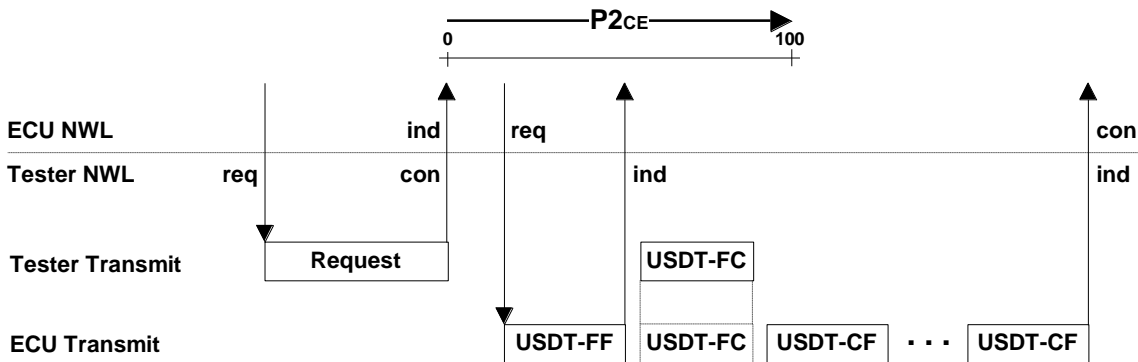 P2CE
0 100
ECU NWL ind req con
Tester NWL req con ind ind
Tester Transmit Request USDT-FC
ECU Transmit USDT-FF USDT-FC USDT-CF . . . USDT-CF